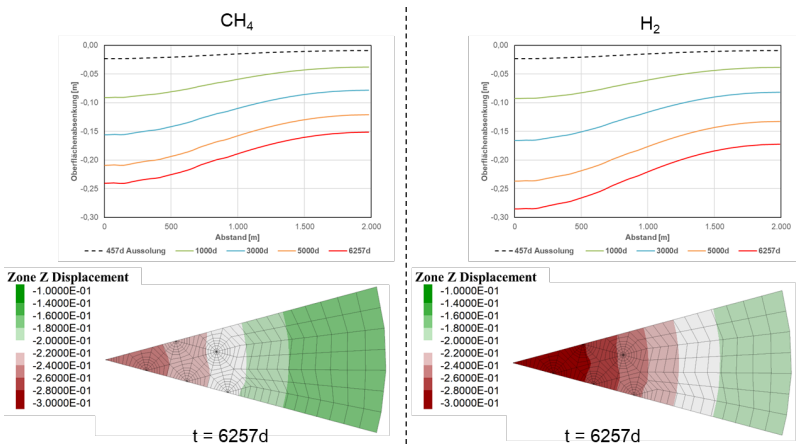 CH4
H2
0,00
-0,05
-0,10
-0,15
-0,20
-0,25
-0,30
Oberflächenabsenkung [m]
0
500
1.000
1.500
2.000
Abstand [m]
457d Aussolung
1000d
3000d
5000d
6257d
0,00
-0,05
-0,10
-0,15
-0,20
-0,25
-0,30
Oberflächenabsenkung [m]
0
500
1.000
1.500
2.000
Abstand [m]
457d Aussolung
1000d
3000d
5000d
6257d
Zone Z Displacement
-1.0000E-01
-1.4000E-01
-1.6000E-01
-1.8000E-01
-2.0000E-01
-2.2000E-01
-2.4000E-01
-2.6000E-01
-2.8000E-01
-3.0000E-01
t = 6257d
Zone Z Displacement
-1.0000E-01
-1.4000E-01
-1.6000E-01
-1.8000E-01
-2.0000E-01
-2.2000E-01
-2.4000E-01
-2.6000E-01
-2.8000E-01
-3.0000E-01
t = 6257d